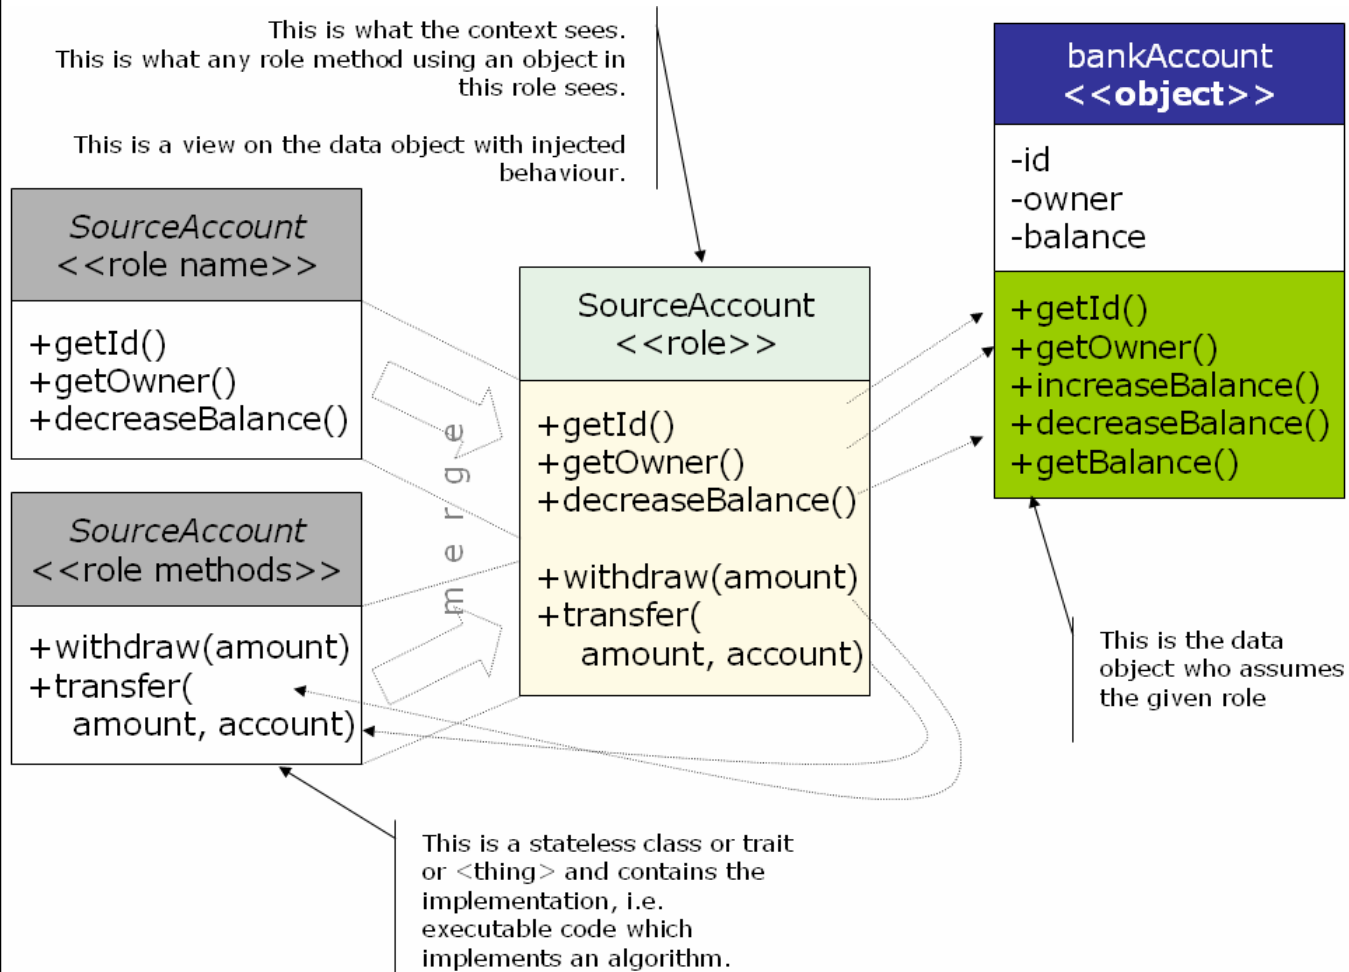 This is what the context sees.
This is what any role method using an object in
this role sees.
This is a view on the data object with injected
behaviour.
bankAccount
<<object>>
-id
-owner
-balance
+getId()
+getOwner()
+increaseBalance()
+decreaseBalance()
+getBalance()
SourceAccount
<<role name>>
+getId()
+getOwner()
+decreaseBalance()
SourceAccount
<<role>>
+getId()
+getOwner()
+decreaseBalance()
+withdraw(amount)
+transfer(
amount, account)
merge
SourceAccount
<<role methods>>
+withdraw(amount)
+transfer(
amount, account)
This is the data
object who assumes
the given role
This is a stateless class or trait
or <thing> and contains the
implementation, i.e.
executable code which
implements an algorithm.